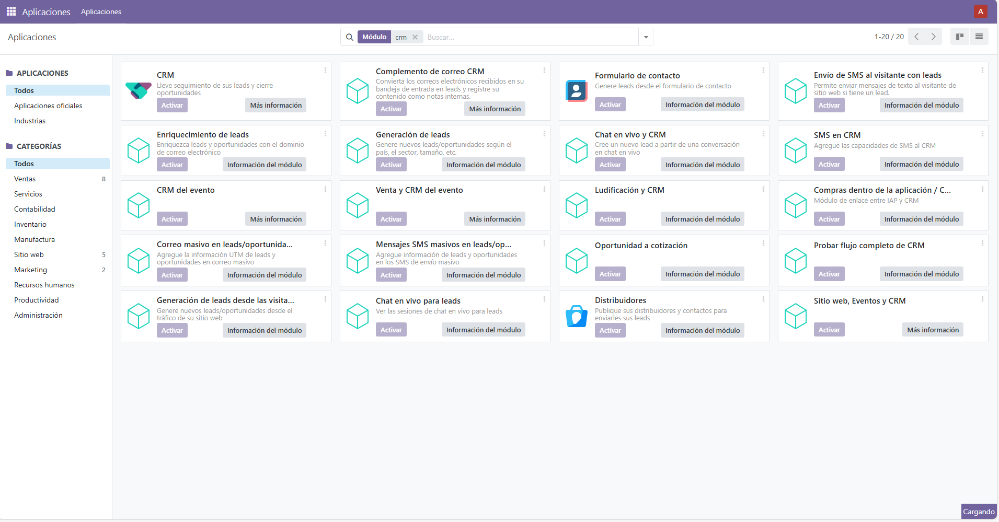 Aplicaciones Aplicaciones A
Aplicaciones Módulo crm Buscar... 1-20 / 20
APLICACIONES
Todos
Aplicaciones oficiales
Industrias
CATEGORÍAS
Todos
Ventas 8
Servicios
Contabilidad
Inventario
Manufactura
Sitio web 5
Marketing 2
Recursos humanos
Productividad
Administración
CRM
Lleve seguimiento de sus leads y cierre
oportunidades
Activar Más información
Complemento de correo CRM
Convierta los correos electrónicos recibidos en su
bandeja de entrada en leads y registre su
contenido como notas internas.
Activar Más información
Formulario de contacto
Genere leads desde el formulario de contacto
Activar Información del módulo
Envío de SMS al visitante con leads
Permite enviar mensajes de texto al visitante de
sitio web si tiene un lead.
Activar Información del módulo
Enriquecimiento de leads
Enriquezca leads y oportunidades con el dominio
de correo electrónico
Activar Información del módulo
Generación de leads
Genere nuevos leads/oportunidades según el
país, el sector, tamaño, etc.
Activar Información del módulo
Chat en vivo y CRM
Cree un nuevo lead a partir de una conversación
en chat en vivo
Activar Información del módulo
SMS en CRM
Agregue las capacidades de SMS al CRM
Activar Información del módulo
CRM del evento
Activar Más información
Venta y CRM del evento
Activar Más información
Ludificación y CRM
Activar Información del módulo
Compras dentro de la aplicación / C...
Módulo de enlace entre IAP y CRM
Activar Información del módulo
Correo masivo en leads/oportunida...
Agregue la información UTM de leads y
oportunidades en correo masivo
Activar Información del módulo
Mensajes SMS masivos en leads/op...
Agregue información de leads y oportunidades
en los SMS de envío masivo
Activar Información del módulo
Oportunidad a cotización
Activar Información del módulo
Probar flujo completo de CRM
Activar Información del módulo
Generación de leads desde las visita...
Genere nuevos leads/oportunidades desde el
tráfico de su sitio web
Activar Información del módulo
Chat en vivo para leads
Ver las sesiones de chat en vivo para leads
Activar Información del módulo
Distribuidores
Publique sus distribuidores y contactos para
enviarles sus leads
Activar Información del módulo
Sitio web, Eventos y CRM
Activar Más información
Cargando